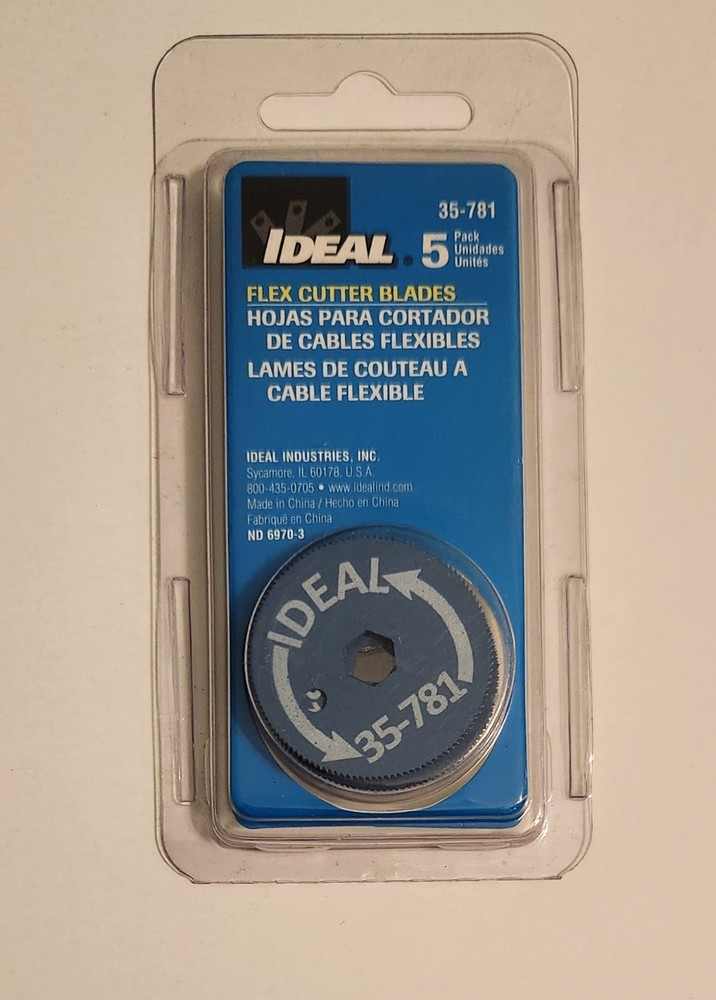 35-781
IDEAL®
5 Pack
Unidades
Unités
FLEX CUTTER BLADES
HOJAS PARA CORTADOR
DE CABLES FLEXIBLES
LAMES DE COUTEAU A
CABLE FLEXIBLE
IDEAL INDUSTRIES, INC.
Sycamore, IL 60178, U.S.A.
800-435-0705 • www.idealind.com
Made in China / Hecho en China
Fabriqué en China
ND 6970-3
IDEAL
35-781